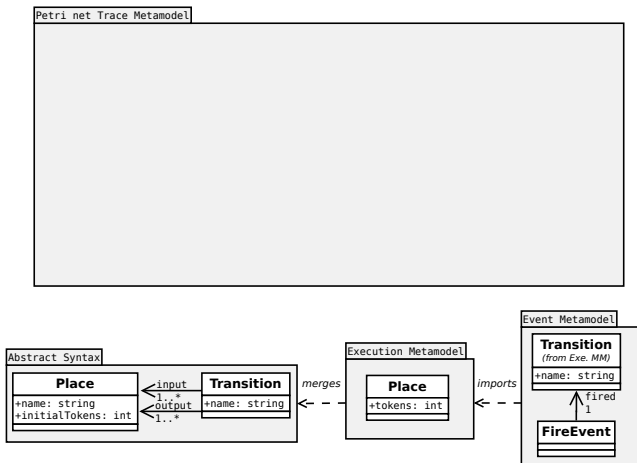 Petri net Trace Metamodel
Abstract Syntax
Place
+name: string
+initialTokens: int
input
1..*
output
1..*
Transition
+name: string
merges
Execution Metamodel
Place
+tokens: int
imports
Event Metamodel
Transition
(from Exe. MM)
+name: string
fired
1
FireEvent